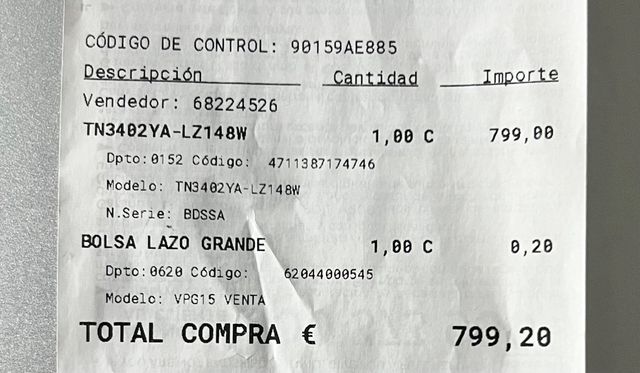 CÓDIGO DE CONTROL: 90159AE885
Descripción Cantidad Importe
Vendedor: 68224526
TN3402YA-LZ148W 1,00 C 799,00
Dpto:0152 Código: 4711387174746
Modelo: TN3402YA-LZ148W
N.Serie: BDSSA
BOLSA LAZO GRANDE 1,00 C 0,20
Dpto:0620 Código: 62044000545
Modelo: VPG15 VENTA
TOTAL COMPRA € 799,20